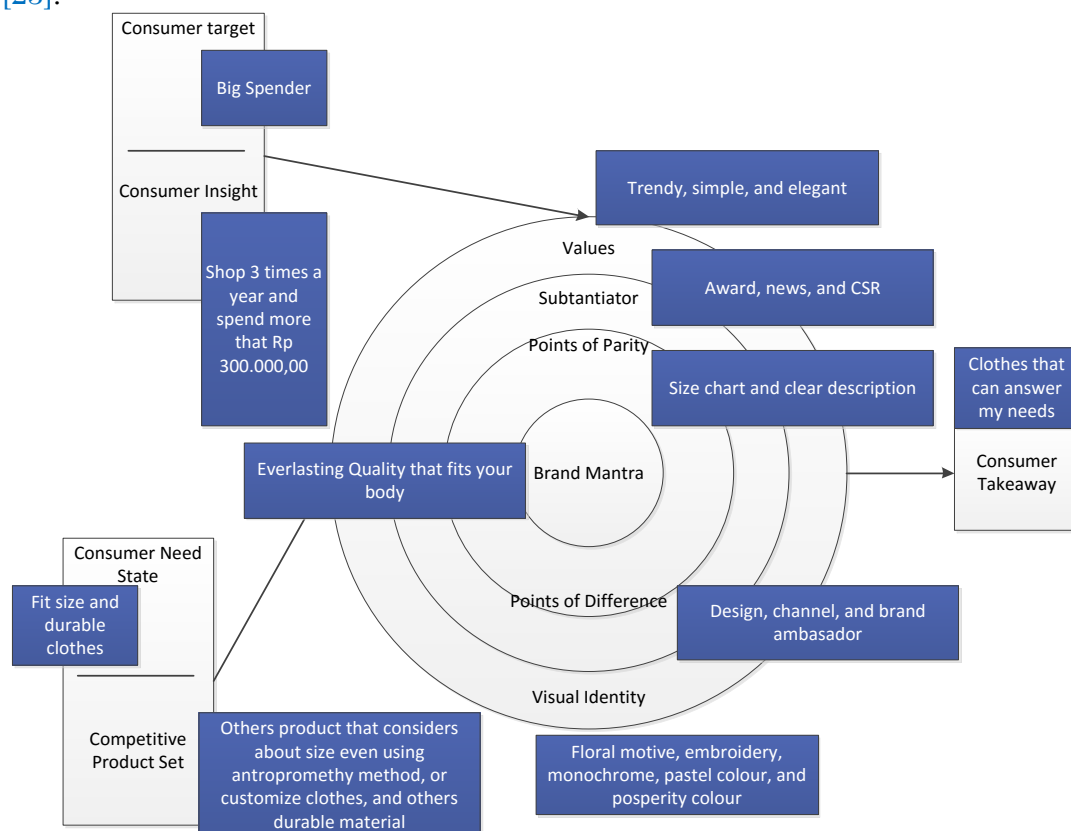 [23].
Consumer target
Big Spender
Consumer Insight
Shop 3 times a
year and
spend more
that Rp
300.000,00
Trendy, simple, and elegant
Values
Award, news, and CSR
Subtantiator
Points of Parity
Size chart and clear description
Clothes that
can answer
my needs
Consumer
Takeaway
Everlasting Quality that fits your
body
Brand Mantra
Consumer Need
State
Fit size and
durable
clothes
Points of Difference
Design, channel, and brand
ambasador
Visual Identity
Competitive
Product Set
Others product that considers
about size even using
antropromethy method, or
customize clothes, and others
durable material
Floral motive, embroidery,
monochrome, pastel colour, and
posperity colour